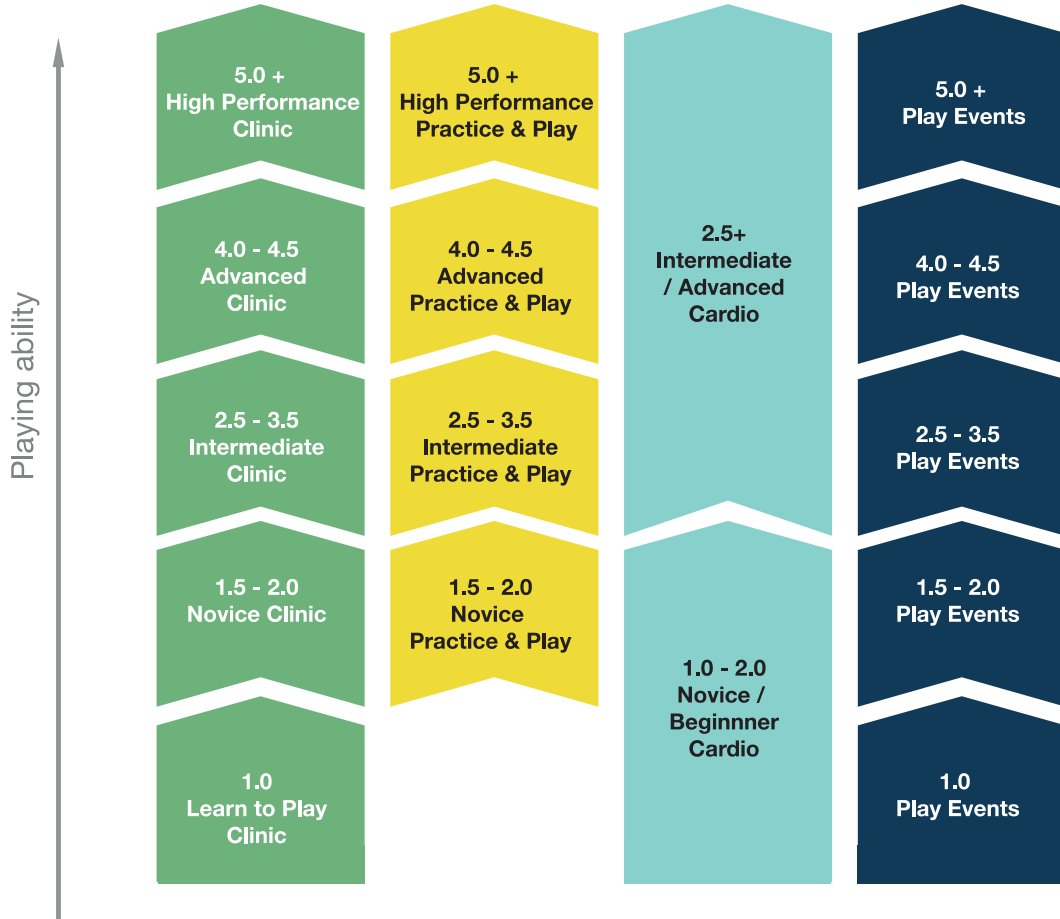 Playing ability
5.0 +
High Performance
Clinic
4.0 - 4.5
Advanced
Clinic
2.5 - 3.5
Intermediate
Clinic
1.5 - 2.0
Novice Clinic
1.0
Learn to Play
Clinic
5.0 +
High Performance
Practice & Play
4.0 - 4.5
Advanced
Practice & Play
2.5 - 3.5
Intermediate
Practice & Play
1.5 - 2.0
Novice
Practice & Play
2.5+
Intermediate
/ Advanced
Cardio
1.0 - 2.0
Novice /
Beginnner
Cardio
5.0 +
Play Events
4.0 - 4.5
Play Events
2.5 - 3.5
Play Events
1.5 - 2.0
Play Events
1.0
Play Events